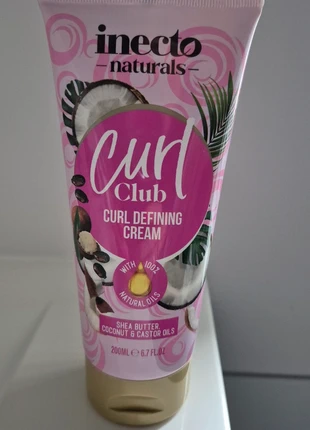 inecto
naturals
Curl
Club
CURL DEFINING
CREAM
WITH 100%
NATURAL OILS
SHEA BUTTER,
COCONUT & CASTOR OILS
200ML ℮ 6.7 FL.OZ